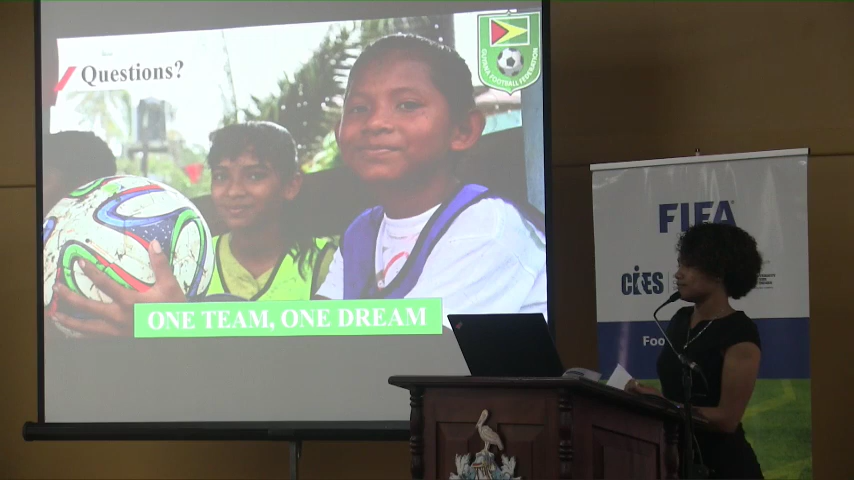 Questions?
GUYANA FOOTBALL FEDERATION
ONE TEAM, ONE DREAM
FIFA
CIES
Foo